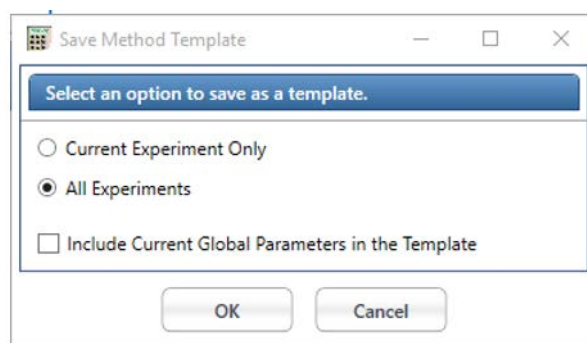 Save Method Template
Select an option to save as a template.
Current Experiment Only
All Experiments
Include Current Global Parameters in the Template
OK
Cancel